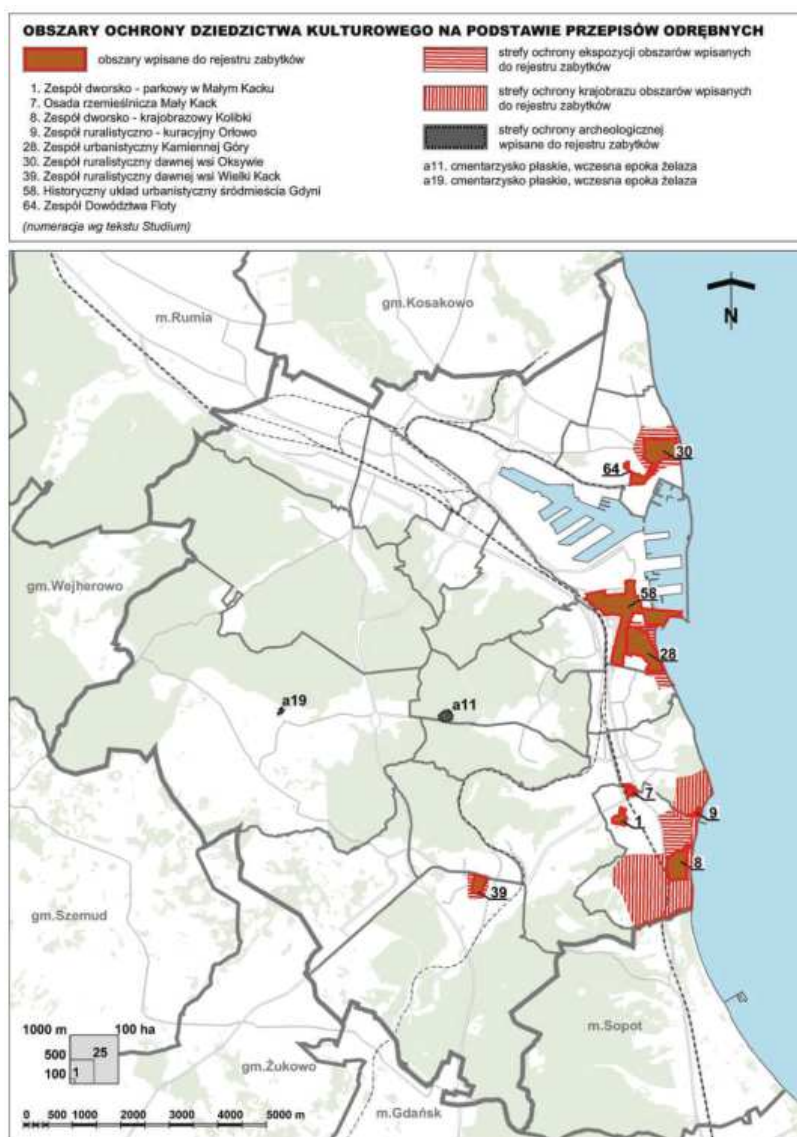 OBSZARY OCHRONY DZIEDZICTWA KULTUROWEGO NA PODSTAWIE PRZEPISÓW ODRĘBNYCH
obszary wpisane do rejestru zabytków
1. Zespół dworsko - parkowy w Małym Kacku
7. Osada rzemieślnicza Mały Kack
8. Zespół dworsko - krajobrazowy Kolibki
9. Zespół ruralistyczno - kuracyjny Orłowo
28. Zespół urbanistyczny Kamiennej Góry
30. Zespół ruralistyczny dawnej wsi Oksywie
39. Zespół ruralistyczny dawnej wsi Wielki Kack
58. Historyczny układ urbanistyczny śródmieścia Gdyni
64. Zespół Dowództwa Floty
(numeracja wg tekstu Studium)
strefy ochrony ekspozycji obszarów wpisanych
do rejestru zabytków
strefy ochrony krajobrazu obszarów wpisanych
do rejestru zabytków
strefy ochrony archeologicznej
wpisane do rejestru zabytków
a11. cmentarzysko płaskie, wczesna epoka żelaza
a19. cmentarzysko płaskie, wczesna epoka żelaza
gm.Kosakowo
m.Rumia
N
30
64
gm.Wejherowo
58
28
a19
a11
7
9
1
8
39
gm.Szemud
m.Sopot
1000 m 100 ha
500 25
100 1
gm.Żukowo
m.Gdańsk
0 500 1000 2000 3000 4000 5000 m